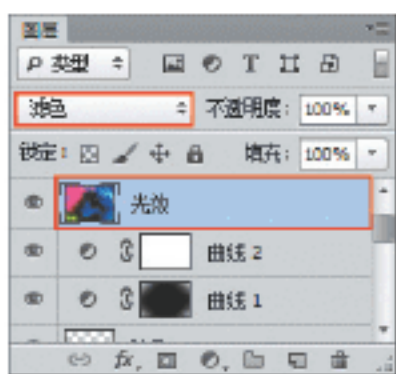 图层
类型
滤色 不透明度: 100%
锁定: 填充: 100%
光效
曲线 2
曲线 1
fx